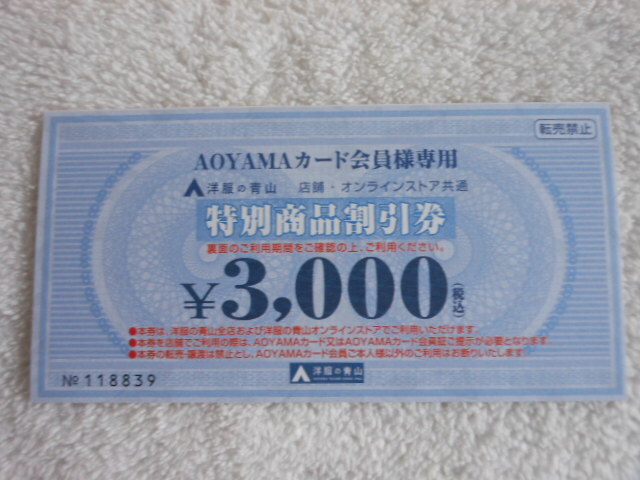 転売禁止
AOYAMAカード会員様専用
洋服の青山 店舗・オンラインストア共通
特別商品割引券
裏面のご利用期間をご確認の上、ご利用ください。
¥3,000(税込)
●本券は、洋服の青山全店および洋服の青山オンラインストアでご利用いただけます。
●本券を店舗でご利用の際は、AOYAMAカード又はAOYAMAカード会員証ご提示が必要となります。
●本券の転売・譲渡は禁止とし、AOYAMAカード会員ご本人様以外のご利用はお断りいたします。
洋服の青山
№118839